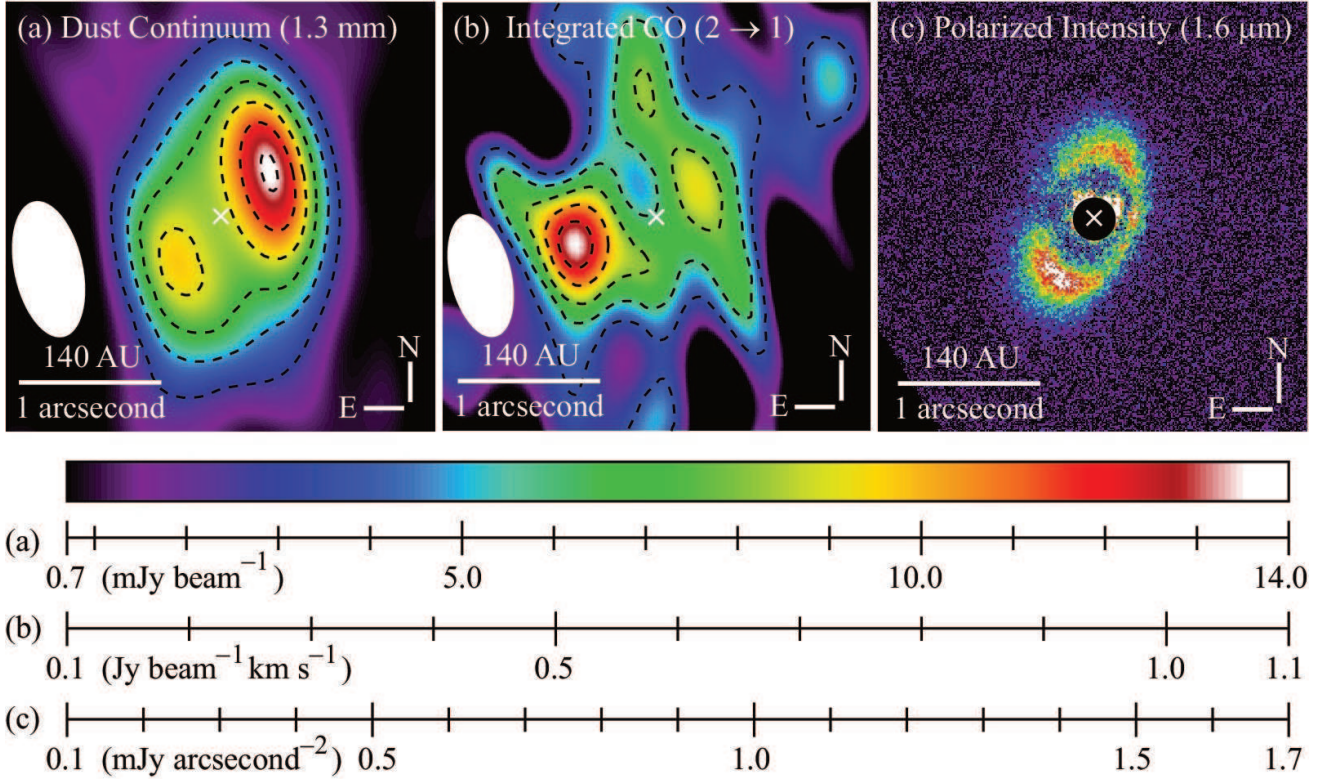 (a) Dust Continuum (1.3 mm)
(b) Integrated CO (2 → 1)
(c) Polarized Intensity (1.6 μm)
140 AU
1 arcsecond
N
E
140 AU
1 arcsecond
N
E
140 AU
1 arcsecond
N
E
(a)
0.7 (mJy beam⁻¹) 5.0 10.0 14.0
(b)
0.1 (Jy beam⁻¹ km s⁻¹) 0.5 1.0 1.1
(c)
0.1 (mJy arcsecond⁻²) 0.5 1.0 1.5 1.7